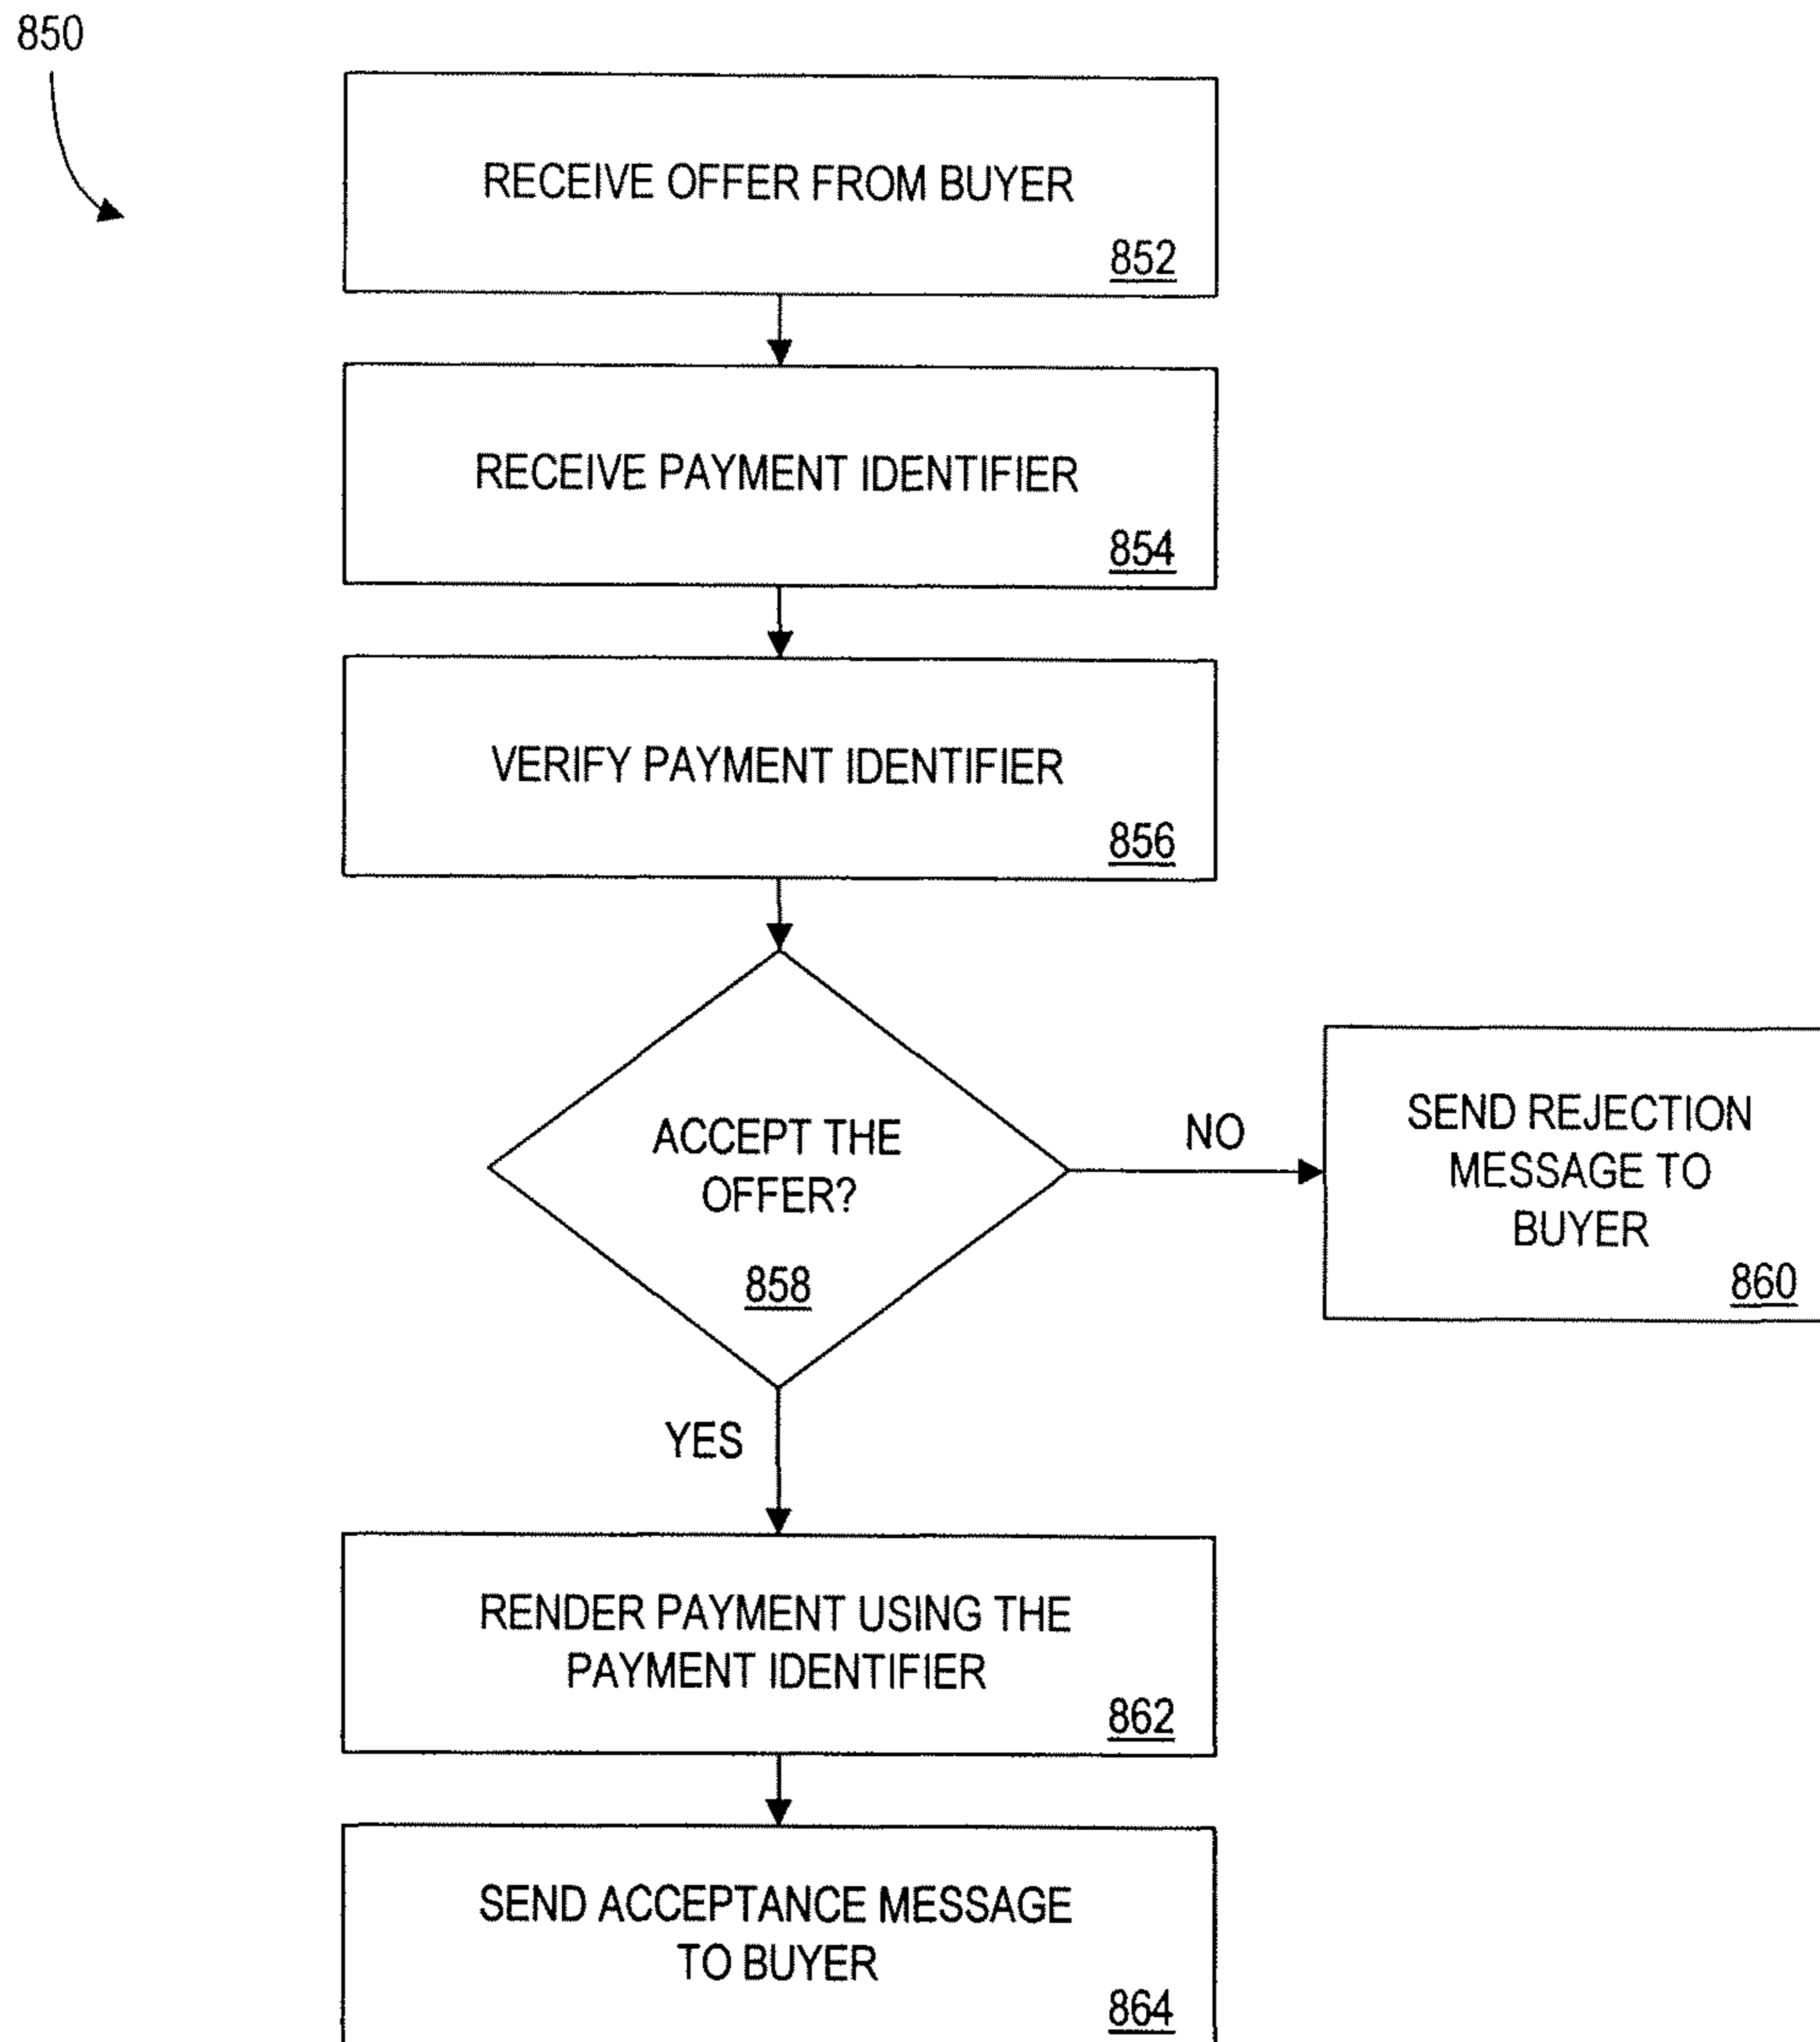 850
RECEIVE OFFER FROM BUYER
852
RECEIVE PAYMENT IDENTIFIER
854
VERIFY PAYMENT IDENTIFIER
856
ACCEPT THE
OFFER?
858
NO
SEND REJECTION
MESSAGE TO
BUYER
860
YES
RENDER PAYMENT USING THE
PAYMENT IDENTIFIER
862
SEND ACCEPTANCE MESSAGE
TO BUYER
864